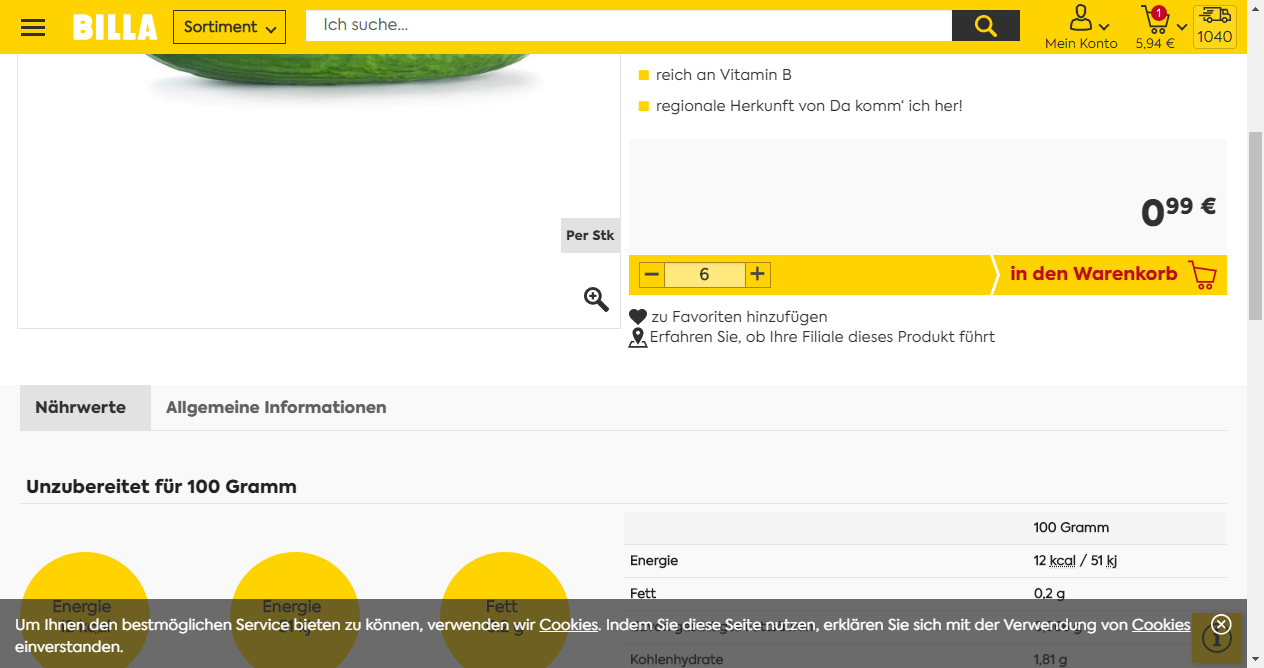 BILLA
Sortiment
Ich suche...
Mein Konto
1
5,94 €
1040
reich an Vitamin B
regionale Herkunft von Da komm‘ ich her!
0,99 €
Per Stk
6
in den Warenkorb
zu Favoriten hinzufügen
Erfahren Sie, ob Ihre Filiale dieses Produkt führt
Nährwerte
Allgemeine Informationen
Unzubereitet für 100 Gramm
100 Gramm
Energie 12 kcal / 51 kj
Fett 0,2 g
Energie
Energie
Fett
Um Ihnen den bestmöglichen Service bieten zu können, verwenden wir Cookies. Indem Sie diese Seite nutzen, erklären Sie sich mit der Verwendung von Cookies
einverstanden.
Kohlenhydrate 1,81 g